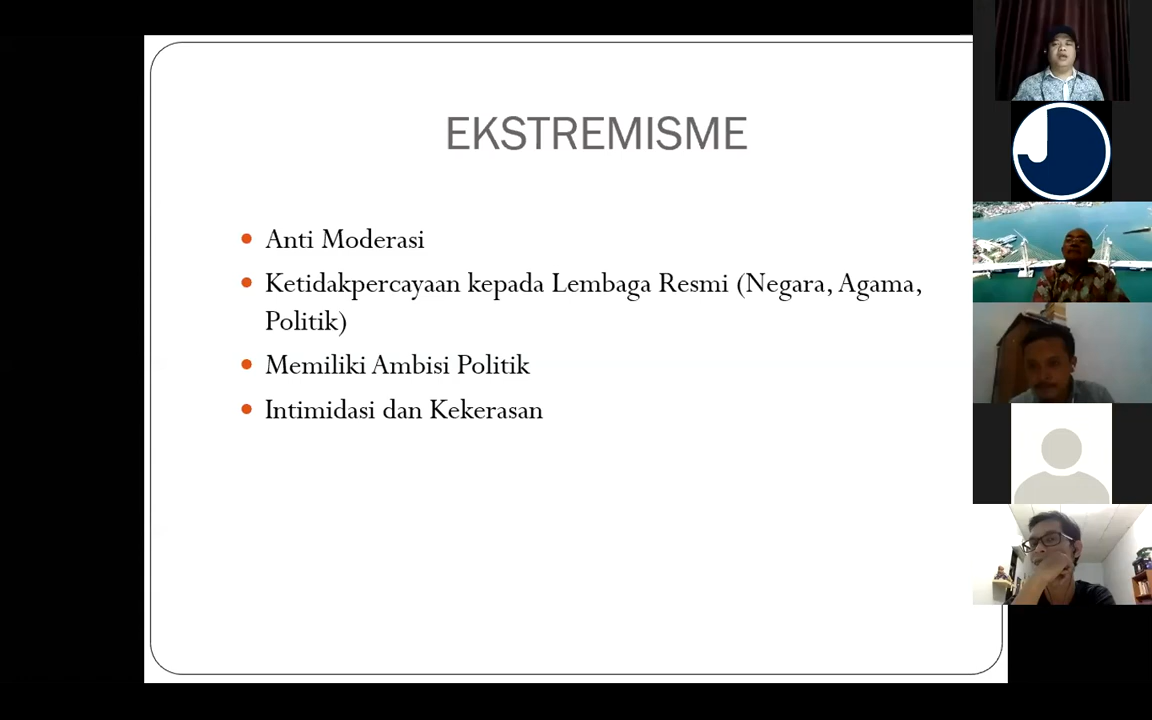 EKSTREMISME
Anti Moderasi
Ketidakpercayaan kepada Lembaga Resmi (Negara, Agama,
Politik)
Memiliki Ambisi Politik
Intimidasi dan Kekerasan